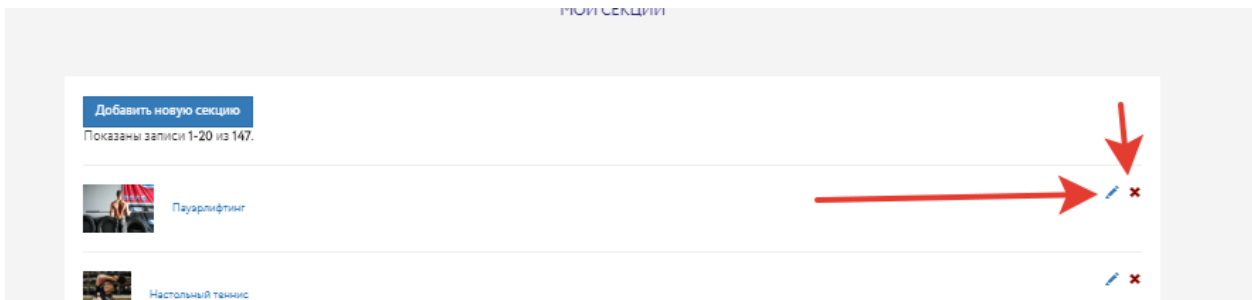 МОИ СЕКЦИИ
Добавить новую секцию
Показаны записи 1-20 из 147.
Пауэрлифтинг
Настольный теннис